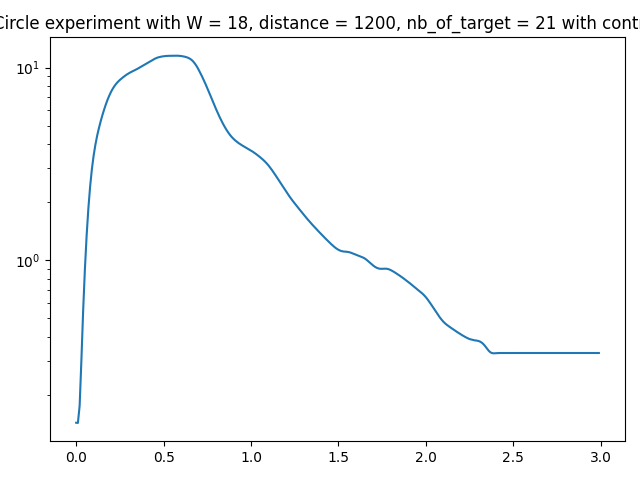 Circle experiment with W = 18, distance = 1200, nb_of_target = 21 with contr
10¹
10⁰
0.0 0.5 1.0 1.5 2.0 2.5 3.0